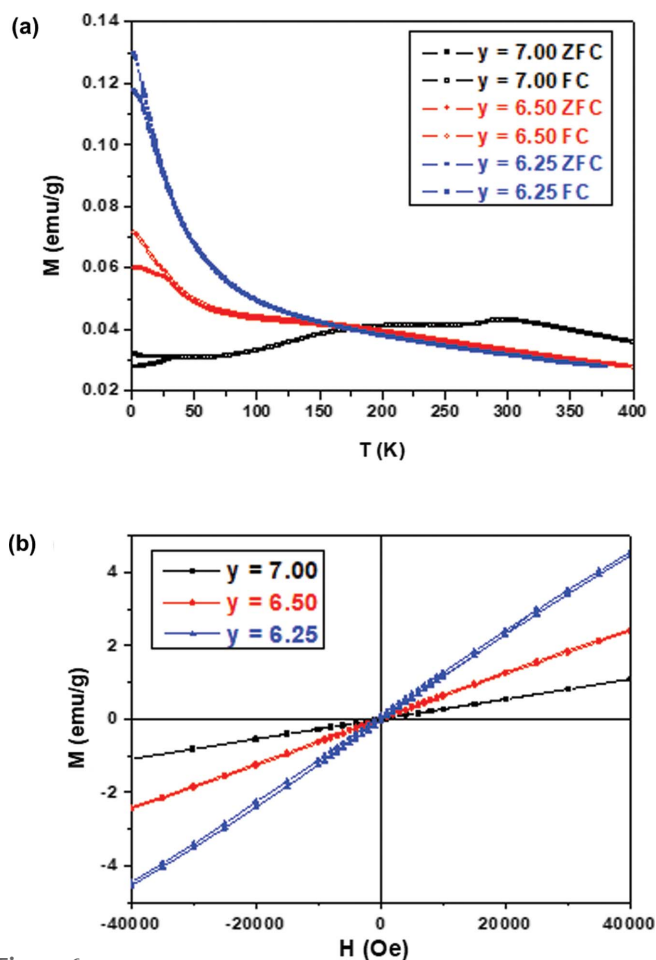 (a)
0.14
0.12
0.10
0.08
0.06
0.04
0.02
M (emu/g)
y = 7.00 ZFC
y = 7.00 FC
y = 6.50 ZFC
y = 6.50 FC
y = 6.25 ZFC
y = 6.25 FC
0 50 100 150 200 250 300 350 400
T (K)
(b)
4
2
0
-2
-4
M (emu/g)
y = 7.00
y = 6.50
y = 6.25
-40000 -20000 0 20000 40000
H (Oe)